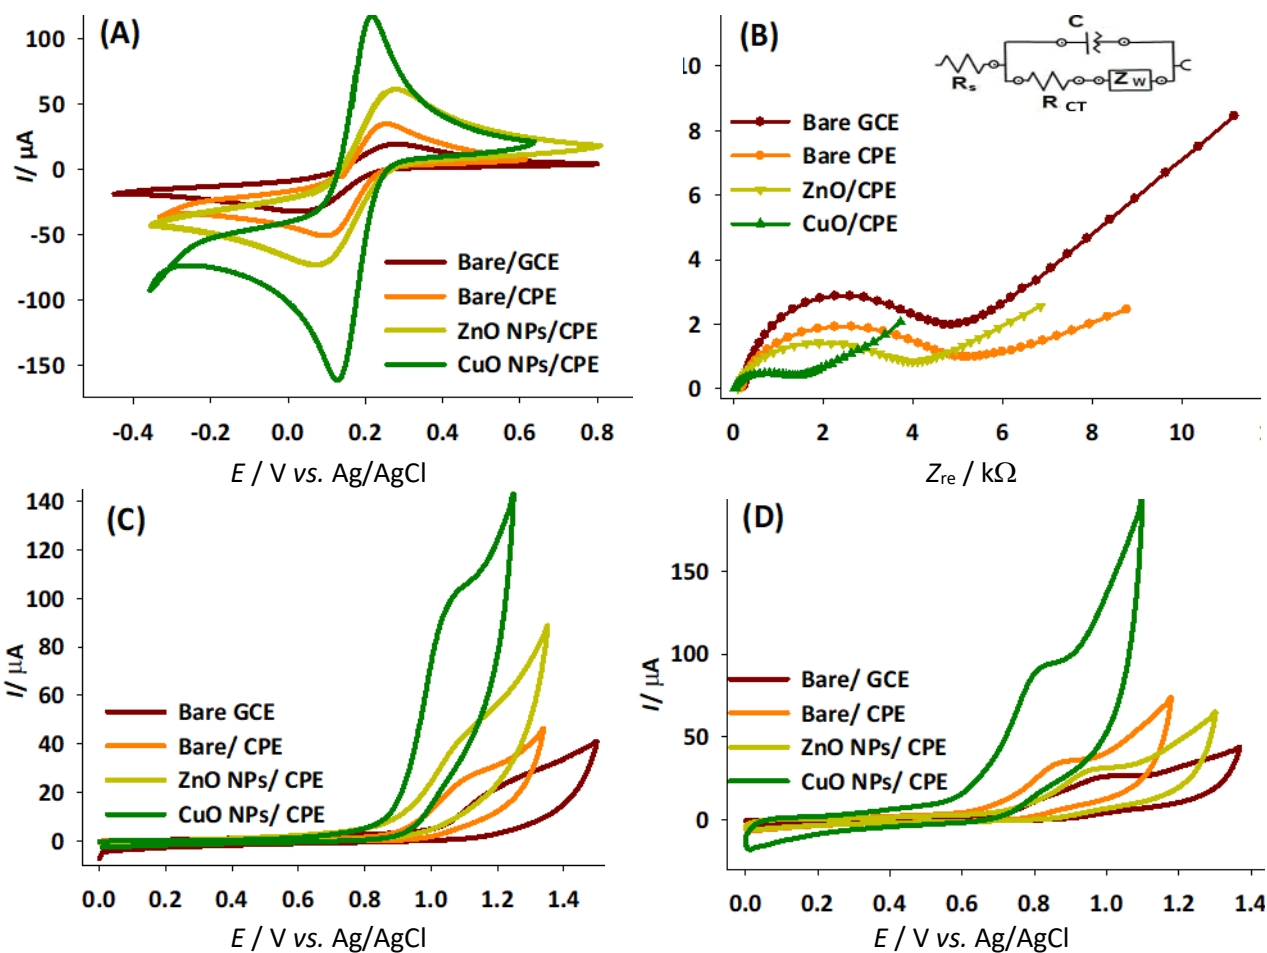 (A)
100
50
0
-50
-100
-150
I/ µA
Bare/GCE
Bare/CPE
ZnO NPs/CPE
CuO NPs/CPE
-0.4 -0.2 0.0 0.2 0.4 0.6 0.8
E / V vs. Ag/AgCl
(B)
C
Rs
R CT
Z W
10
8
6
4
2
0
Bare GCE
Bare CPE
ZnO/CPE
CuO/CPE
0 2 4 6 8 10 1
Zre / kΩ
(C)
140
120
100
80
60
40
20
0
I/ µA
Bare GCE
Bare/ CPE
ZnO NPs/ CPE
CuO NPs/ CPE
0.0 0.2 0.4 0.6 0.8 1.0 1.2 1.4
E / V vs. Ag/AgCl
(D)
150
100
50
0
I/ µA
Bare/ GCE
Bare/ CPE
ZnO NPs/ CPE
CuO NPs/ CPE
0.0 0.2 0.4 0.6 0.8 1.0 1.2 1.4
E / V vs. Ag/AgCl